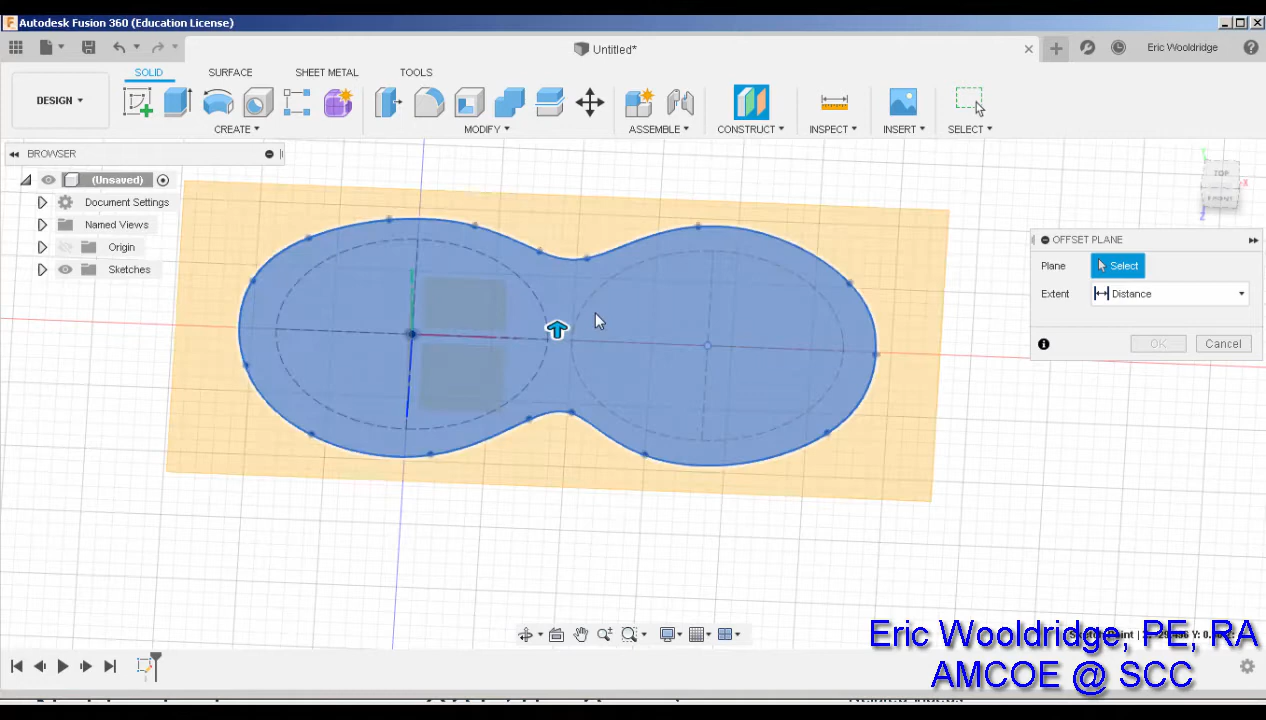 Autodesk Fusion 360 (Education License)
Untitled*
Eric Wooldridge
SOLID SURFACE SHEET METAL TOOLS
DESIGN
CREATE MODIFY ASSEMBLE CONSTRUCT INSPECT INSERT SELECT
BROWSER
(Unsaved)
Document Settings
Named Views
Origin
Sketches
TOP
FRONT
X
Y
Z
OFFSET PLANE
Plane Select
Extent Distance
OK Cancel
Eric Wooldridge, PE, RA
AMCOE @ SCC